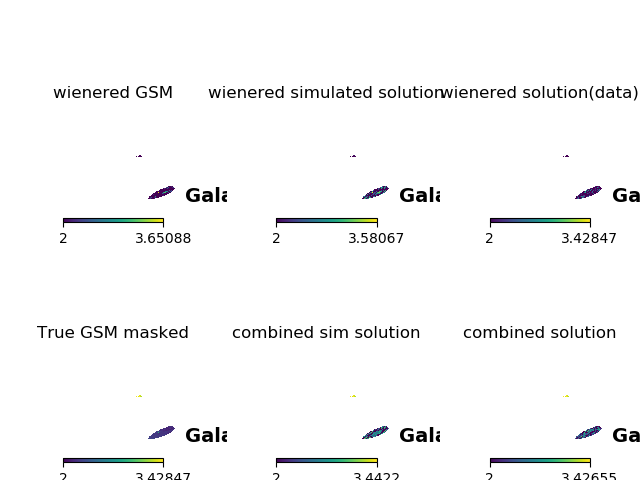 wienered GSM wienered simulated solution wienered solution(data)
Gala Gala Ga
2 3.65088 2 3.58067 2 3.42847
True GSM masked combined sim solution combined solution
Gala Gala Ga
2 3.42847 2 3.4422 2 3.42655